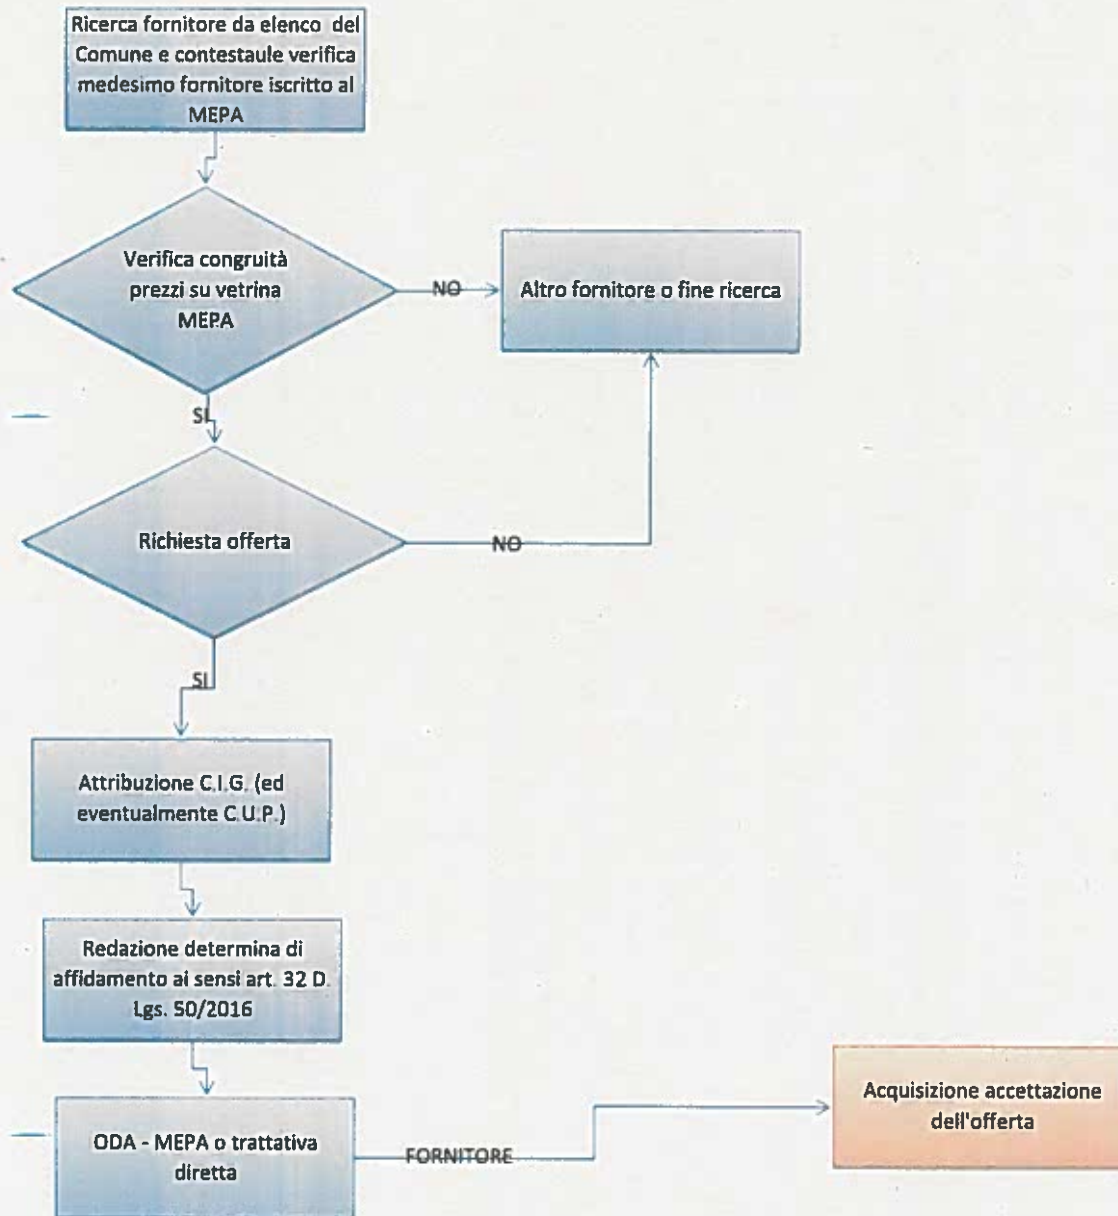 Ricerca fornitore da elenco del
Comune e contestaule verifica
medesimo fornitore iscritto al
MEPA
Verifica congruità
prezzi su vetrina
MEPA
NO
Altro fornitore o fine ricerca
SI
Richiesta offerta
NO
SI
Attribuzione C.I.G. (ed
eventualmente C.U.P.)
Redazione determina di
affidamento ai sensi art. 32 D.
Lgs. 50/2016
ODA - MEPA o trattativa
diretta
FORNITORE
Acquisizione accettazione
dell'offerta